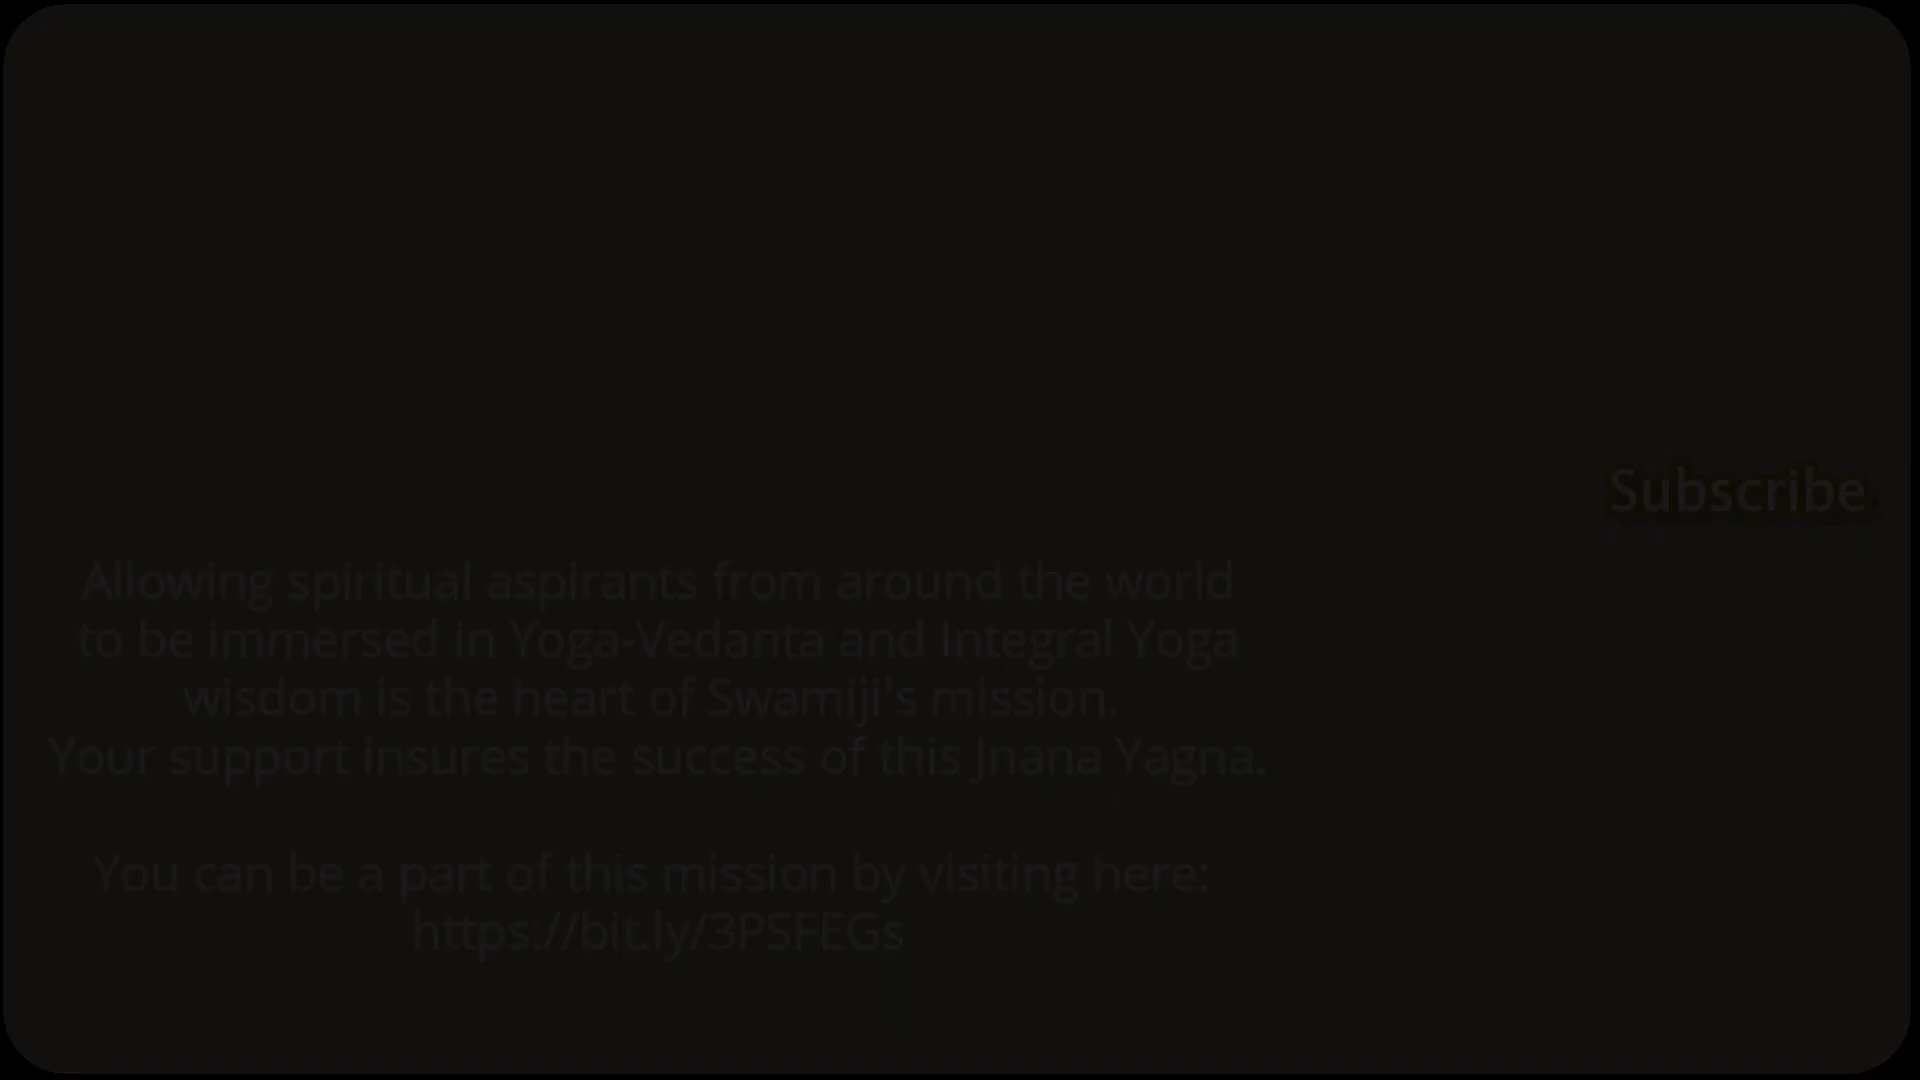 Subscribe
Allowing spiritual aspirants from around the world
to be immersed in Yoga-Vedanta and Integral Yoga
wisdom is the heart of Swamiji's mission.
Your support insures the success of this Jnana Yagna.
You can be a part of this mission by visiting here:
https://bit.ly/3PSFEGs